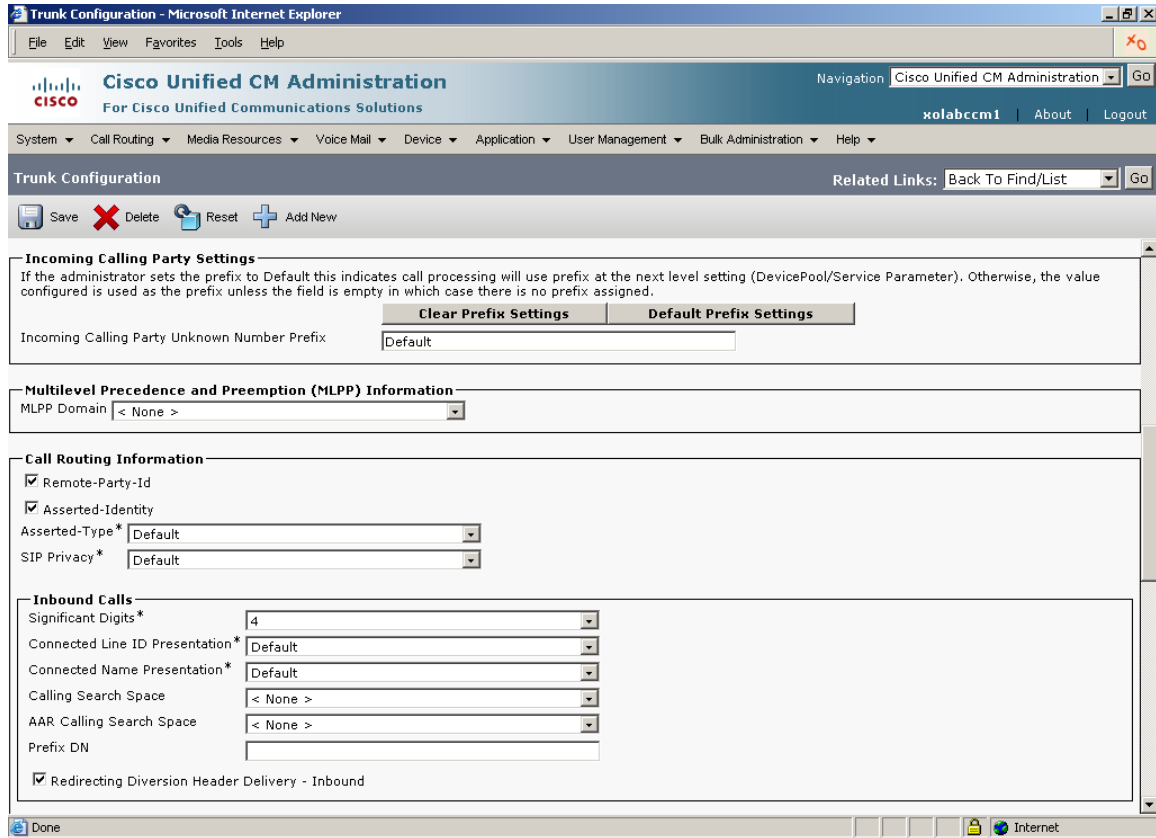 Trunk Configuration - Microsoft Internet Explorer
File Edit View Favorites Tools Help
XO
CISCO
Cisco Unified CM Administration
For Cisco Unified Communications Solutions
Navigation Cisco Unified CM Administration Go
xolabccm1 | About | Logout
System Call Routing Media Resources Voice Mail Device Application User Management Bulk Administration Help
Trunk Configuration
Related Links: Back To Find/List Go
Save Delete Reset Add New
Incoming Calling Party Settings
If the administrator sets the prefix to Default this indicates call processing will use prefix at the next level setting (DevicePool/Service Parameter). Otherwise, the value
configured is used as the prefix unless the field is empty in which case there is no prefix assigned.
Clear Prefix Settings Default Prefix Settings
Incoming Calling Party Unknown Number Prefix Default
Multilevel Precedence and Preemption (MLPP) Information
MLPP Domain < None >
Call Routing Information
Remote-Party-Id
Asserted-Identity
Asserted-Type* Default
SIP Privacy* Default
Inbound Calls
Significant Digits* 4
Connected Line ID Presentation* Default
Connected Name Presentation* Default
Calling Search Space < None >
AAR Calling Search Space < None >
Prefix DN
Redirecting Diversion Header Delivery - Inbound
Done
Internet